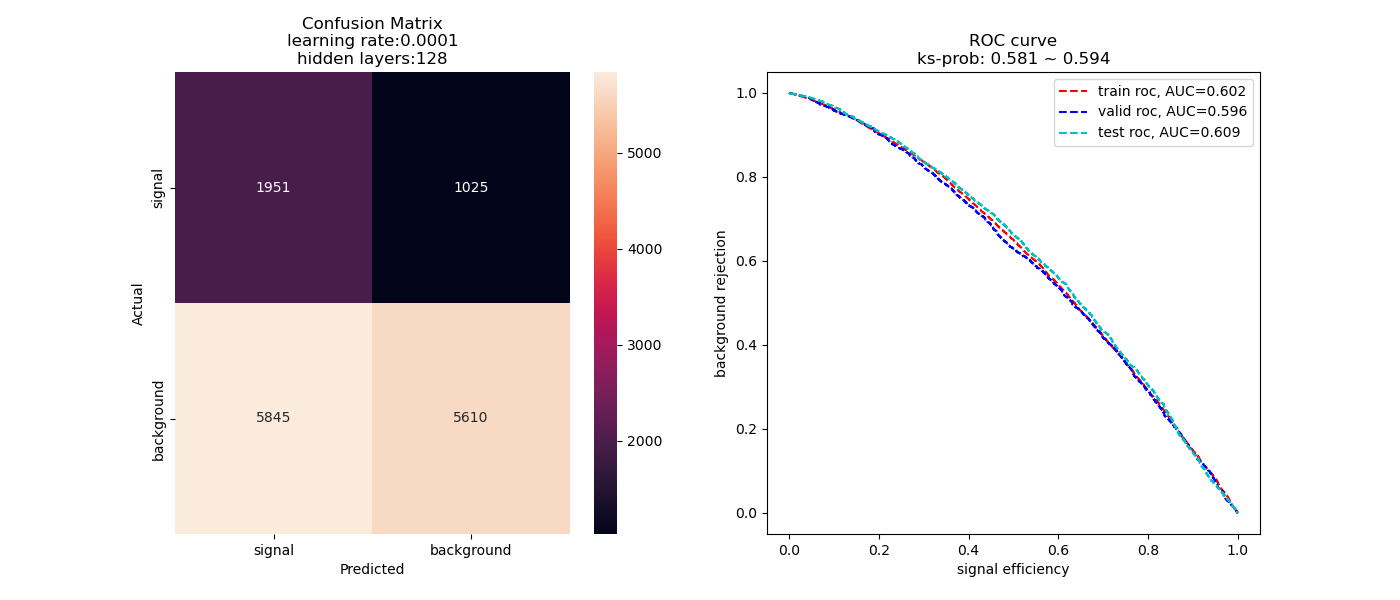 Confusion Matrix
learning rate:0.0001
hidden layers:128
signal
background
Actual
1951
1025
5845
5610
signal
background
Predicted
5000
4000
3000
2000
ROC curve
ks-prob: 0.581 ~ 0.594
train roc, AUC=0.602
valid roc, AUC=0.596
test roc, AUC=0.609
1.0
0.8
0.6
0.4
0.2
0.0
background rejection
0.0
0.2
0.4
0.6
0.8
1.0
signal efficiency